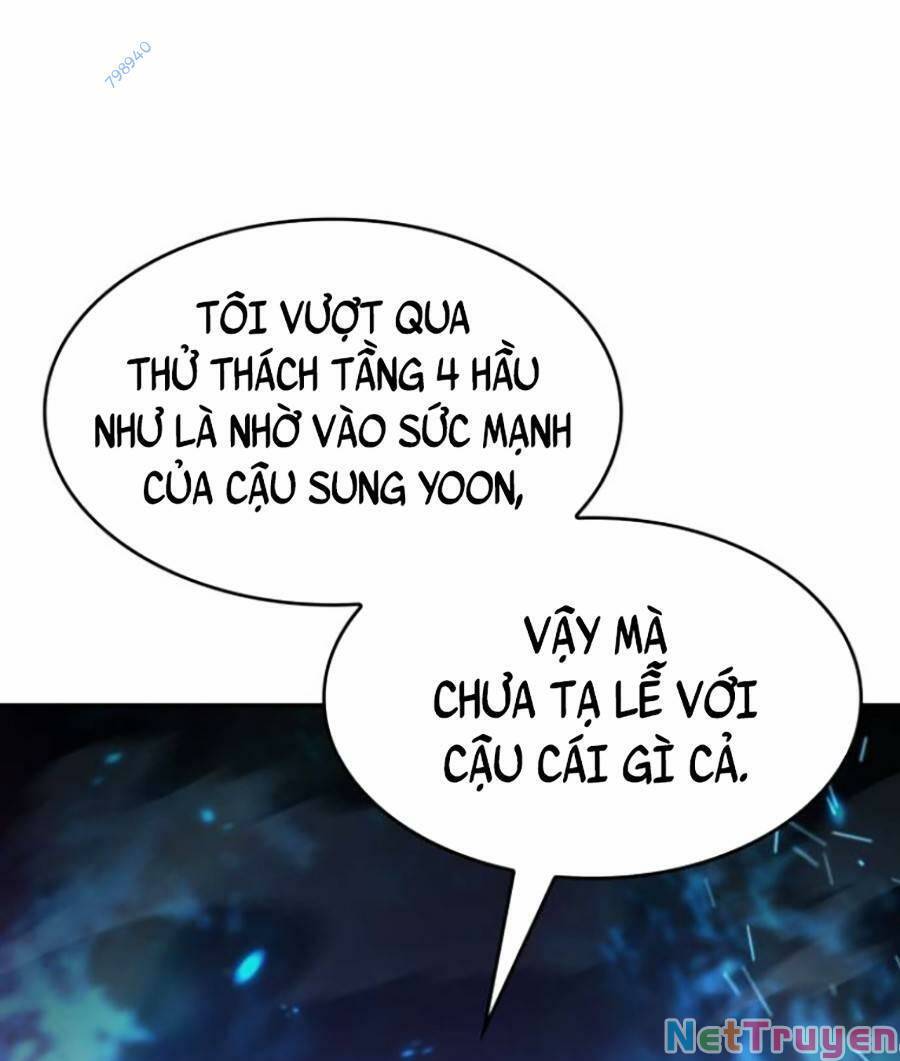 798940
TÔI VƯỢT QUA
THỬ THÁCH TẦNG 4 HẦU
NHƯ LÀ NHỜ VÀO SỨC MẠNH
CỦA CẬU SUNG YOON,
VẬY MÀ
CHƯA TẠ LỄ VỚI
CẬU CÁI GÌ CẢ.
NetTruyen